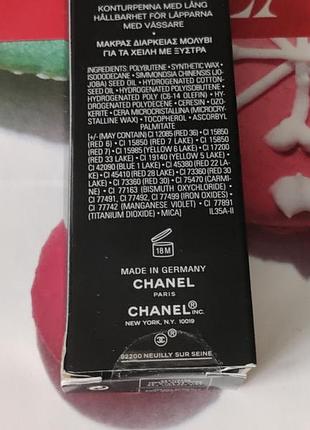 KONTURPENNA MED LÅNG
HÅLLBARHET FÖR LÄPPARNA
MED VÄSSARE -
ΜΑΚΡΑΣ ΔΙΑΡΚΕΙΑΣ ΜΟΛΥΒΙ
ΓΙΑ ΤΑ ΧΕΙΛΗ ΜΕ ΞΥΣΤΡΑ
INGREDIENTS: POLYBUTENE • SYNTHETIC WAX •
ISODODECANE • SIMMONDSIA CHINENSIS (JO-
JOBA) SEED OIL • HYDROGENATED COTTON-
SEED OIL • HYDROGENATED POLYISOBUTENE •
HYDROGENATED POLY (C6-14 OLEFIN) • HY-
DROGENATED POLYDECENE • CERESIN • OZO-
KERITE • CERA MICROCRISTALLINA (MICROCRY-
STALLINE WAX) • TOCOPHEROL • ASCORBYL
PALMITATE
[+/- (MAY CONTAIN) CI 12085 (RED 36) • CI 15850
(RED 6) • CI 15850 (RED 7 LAKE) • CI 15850
(RED 7) • CI 15985 (YELLOW 6 LAKE) • CI 17200
(RED 33 LAKE) • CI 19140 (YELLOW 5 LAKE) •
CI 42090 (BLUE 1 LAKE) • CI 45380 (RED 22 LA-
KE) • CI 45410 (RED 28 LAKE) • CI 73360 (RED 30
LAKE) • CI 73360 (RED 30) • CI 75470 (CARMI-
NE) • CI 77163 (BISMUTH OXYCHLORIDE) •
CI 77491, CI 77492, CI 77499 (IRON OXIDES) •
CI 77742 (MANGANESE VIOLET) • CI 77891
(TITANIUM DIOXIDE) • MICA] IL35A-II
18 M
MADE IN GERMANY
CHANEL
PARIS
CHANEL® INC.
NEW YORK, N.Y. 10019
®
92200 NEUILLY SUR SEINE